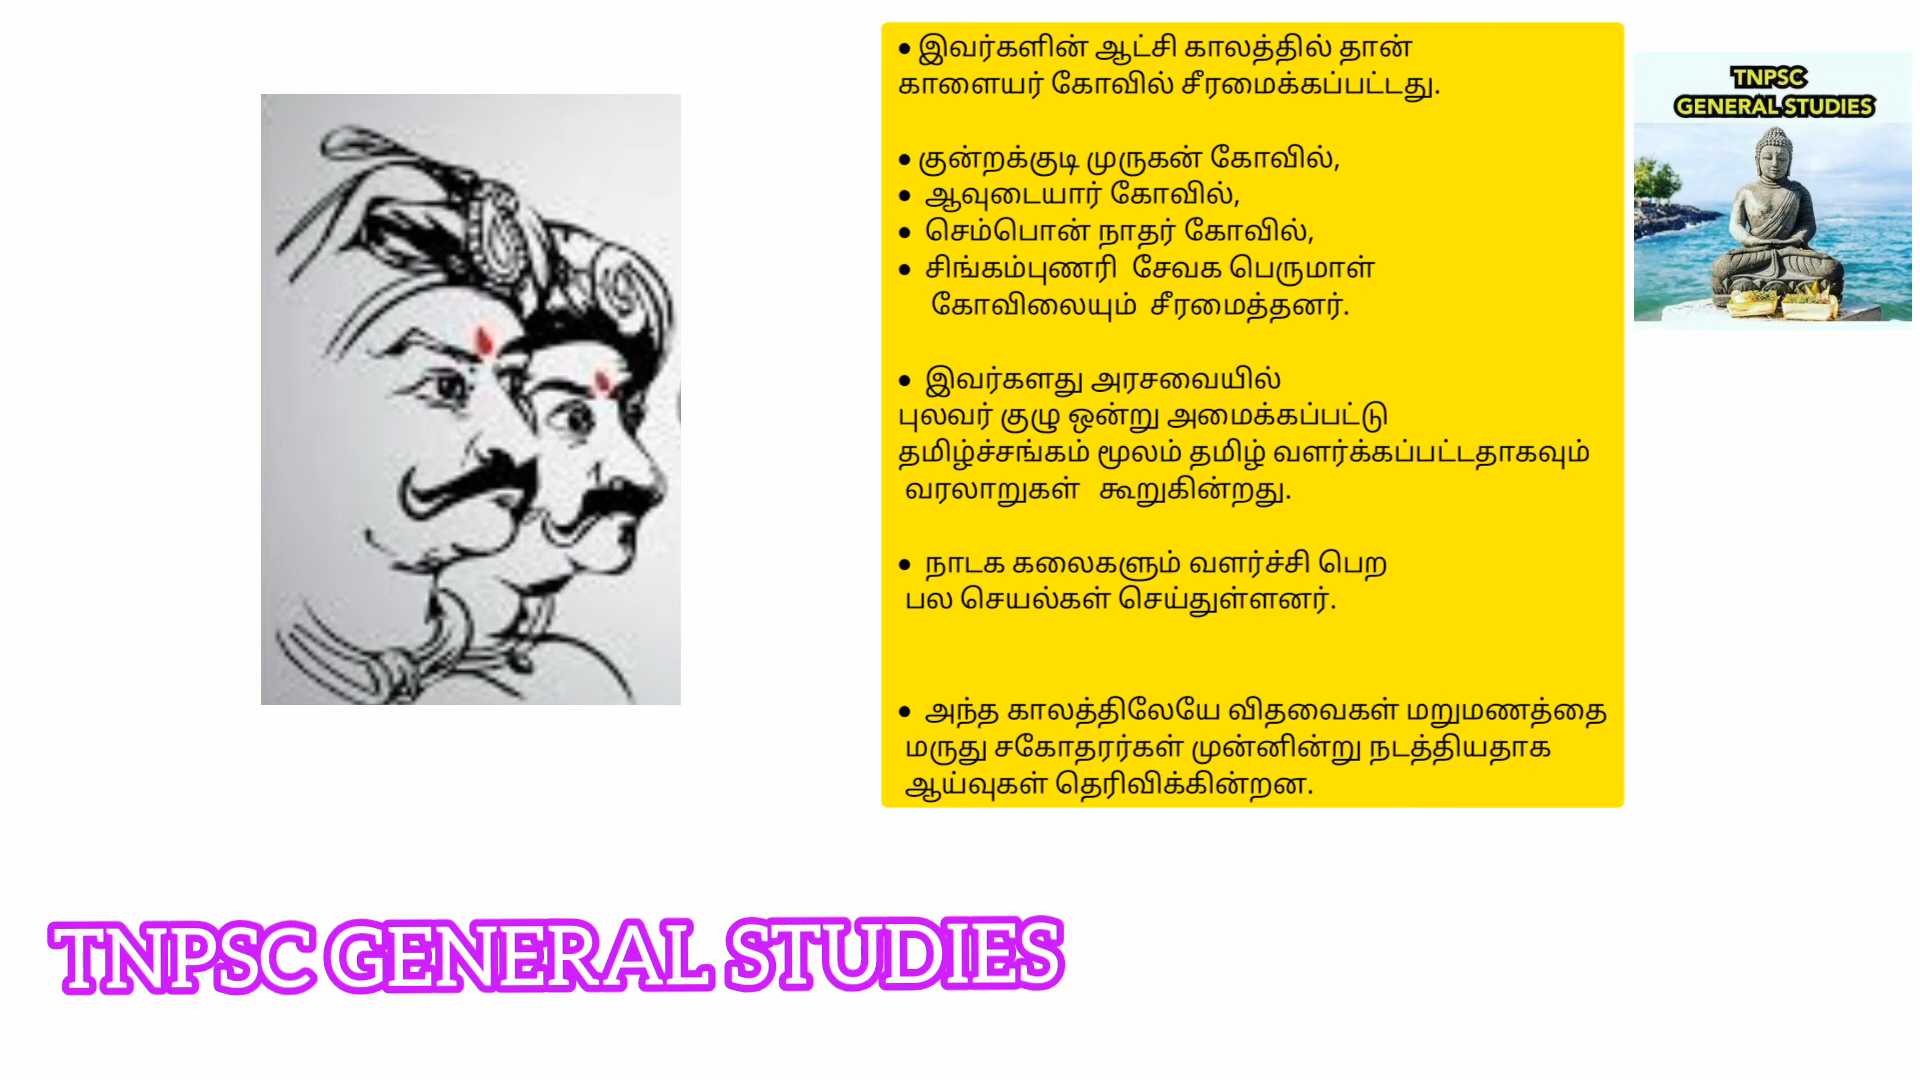 • இவர்களின் ஆட்சி காலத்தில் தான்
காளையர் கோவில் சீரமைக்கப்பட்டது.
• குன்றக்குடி முருகன் கோவில்,
• ஆவுடையார் கோவில்,
• செம்பொன் நாதர் கோவில்,
• சிங்கம்புணரி சேவக பெருமாள்
கோவிலையும் சீரமைத்தனர்.
• இவர்களது அரசவையில்
புலவர் குழு ஒன்று அமைக்கப்பட்டு
தமிழ்ச்சங்கம் மூலம் தமிழ் வளர்க்கப்பட்டதாகவும்
வரலாறுகள் கூறுகின்றது.
• நாடக கலைகளும் வளர்ச்சி பெற
பல செயல்கள் செய்துள்ளனர்.
• அந்த காலத்திலேயே விதவைகள் மறுமணத்தை
மருது சகோதரர்கள் முன்னின்று நடத்தியதாக
ஆய்வுகள் தெரிவிக்கின்றன.
TNPSC
GENERAL STUDIES
TNPSC GENERAL STUDIES